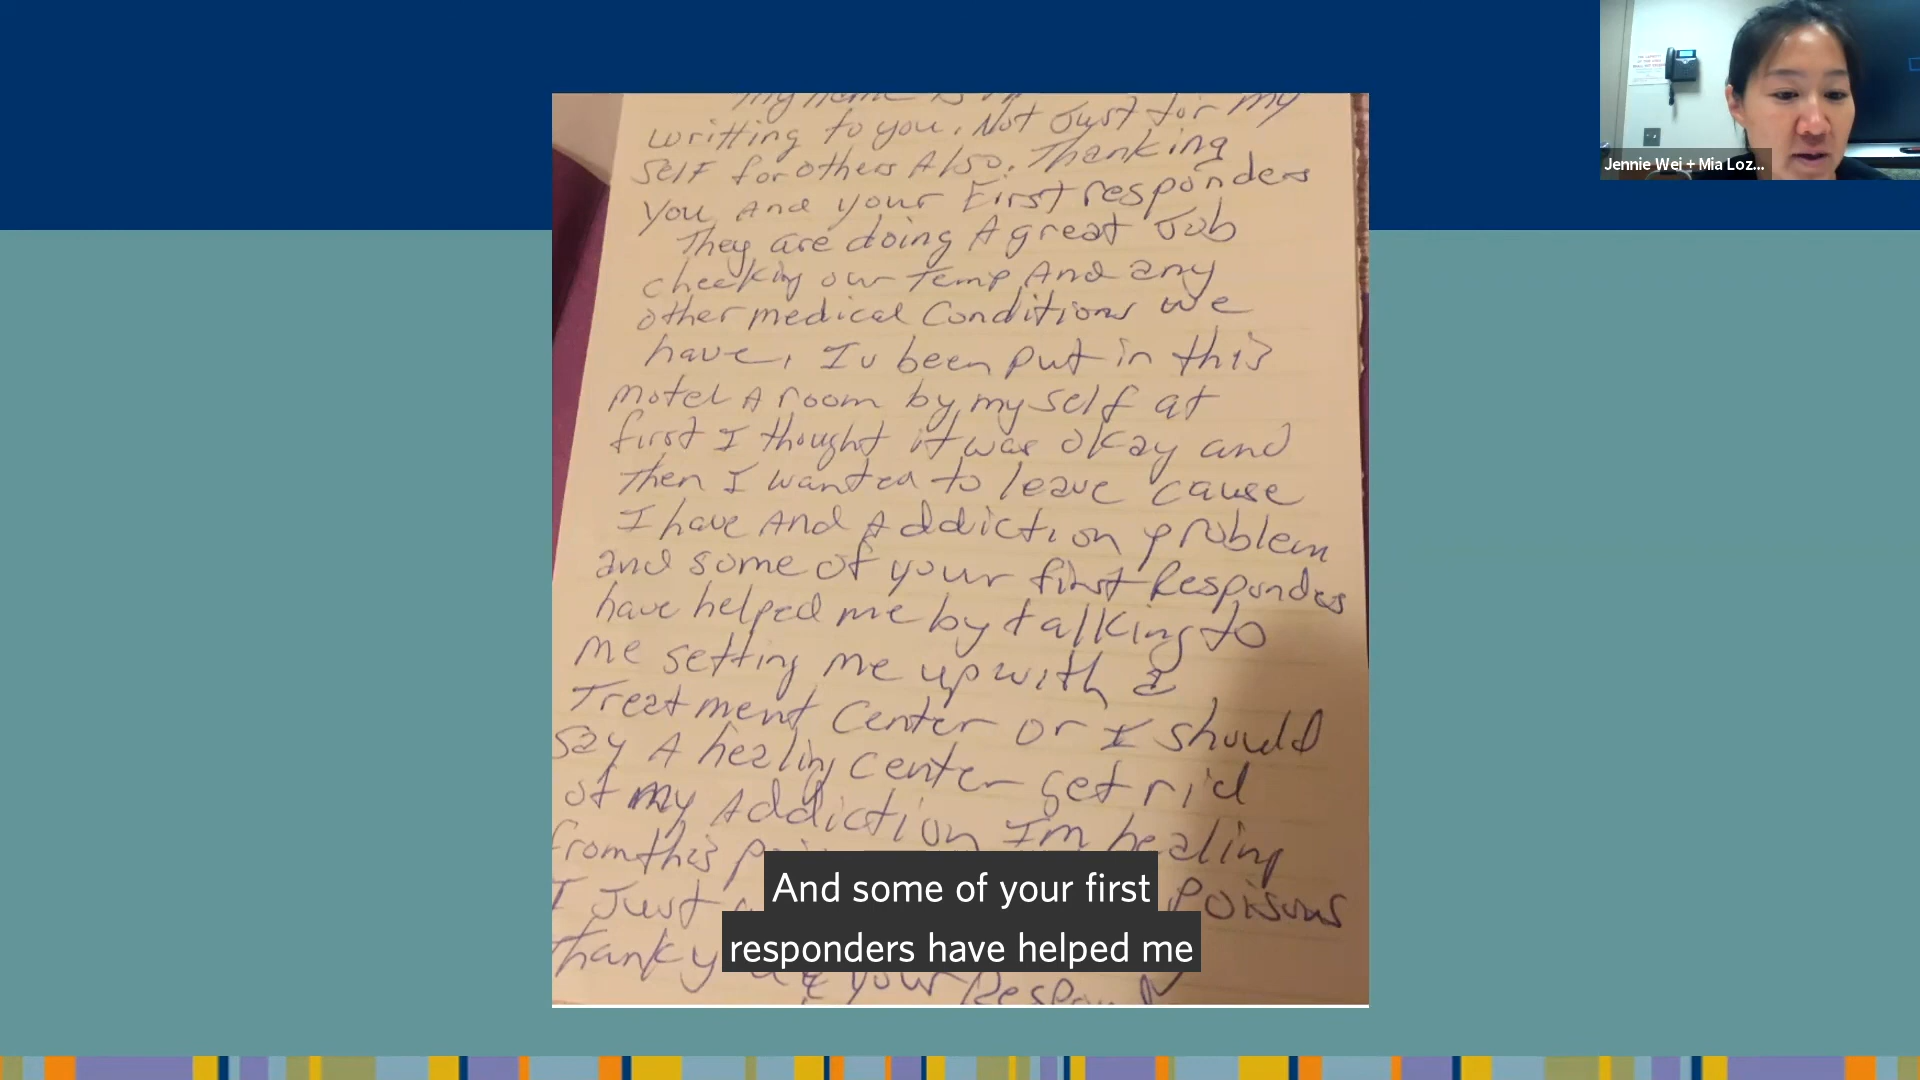 Jennie Wei + Mia Loz...
My name is
writting to you. Not Just for my
self for others Also. Thanking
you and your First responders
They are doing A great Job
checking our Temp And any
other medical Conditions we
have, Iv been put in this
motel A room by my self at
first I thought it was okay and
Then I wanted to leave cause
I have And Addiction problem
and some of your first Responders
have helped me by talking to
me setting me up with a
Treatment Center or I should
say A healing center get rid
of my Addiction Im healing
from this
I Just poisons
Thank your
And some of your first
responders have helped me